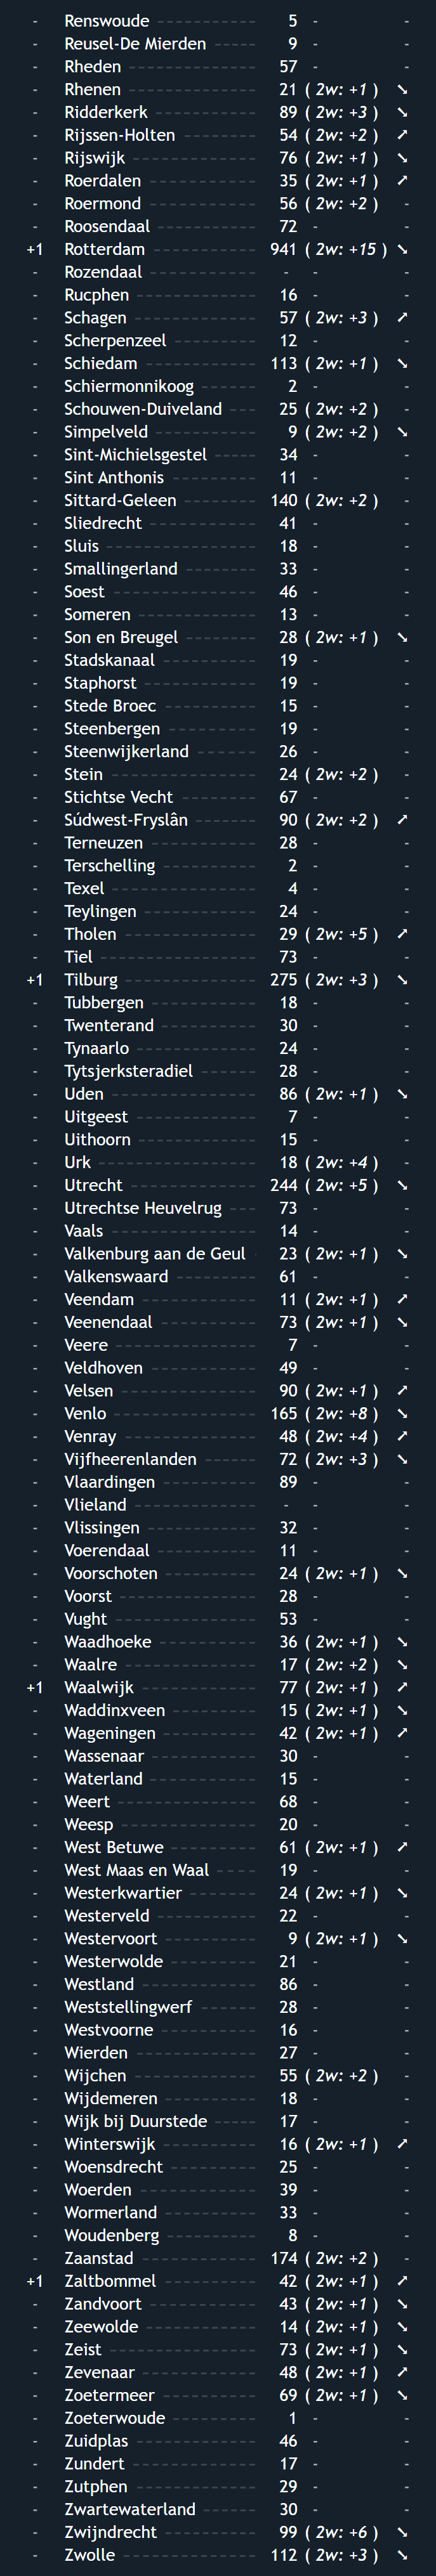 - Renswoude ----------- 5 - -
- Reusel-De Mierden ----- 9 - -
- Rheden -------------- 57 - -
- Rhenen -------------- 21 ( 2w: +1 ) ➘
- Ridderkerk ----------- 89 ( 2w: +3 ) ➘
- Rijssen-Holten -------- 54 ( 2w: +2 ) ➚
- Rijswijk ------------- 76 ( 2w: +1 ) ➘
- Roerdalen ----------- 35 ( 2w: +1 ) ➚
- Roermond ----------- 56 ( 2w: +2 ) -
- Roosendaal ---------- 72 - -
+1 Rotterdam ----------- 941 ( 2w: +15 ) ➘
- Rozendaal ----------- - - -
- Rucphen ------------ 16 - -
- Schagen ------------- 57 ( 2w: +3 ) ➚
- Scherpenzeel --------- 12 - -
- Schiedam ------------ 113 ( 2w: +1 ) ➘
- Schiermonnikoog ------ 2 - -
- Schouwen-Duiveland --- 25 ( 2w: +2 ) -
- Simpelveld ----------- 9 ( 2w: +2 ) ➘
- Sint-Michielsgestel ----- 34 - -
- Sint Anthonis --------- 11 - -
- Sittard-Geleen -------- 140 ( 2w: +2 ) -
- Sliedrecht ------------ 41 - -
- Sluis ---------------- 18 - -
- Smallingerland -------- 33 - -
- Soest --------------- 46 - -
- Someren ------------ 13 - -
- Son en Breugel -------- 28 ( 2w: +1 ) ➘
- Stadskanaal ---------- 19 - -
- Staphorst ------------ 19 - -
- Stede Broec ---------- 15 - -
- Steenbergen ---------- 19 - -
- Steenwijkerland ------ 26 - -
- Stein --------------- 24 ( 2w: +2 ) -
- Stichtse Vecht -------- 67 - -
- Súdwest-Fryslân ------- 90 ( 2w: +2 ) ➚
- Terneuzen ----------- 28 - -
- Terschelling ---------- 2 - -
- Texel --------------- 4 - -
- Teylingen ------------ 24 - -
- Tholen -------------- 29 ( 2w: +5 ) ➚
- Tiel ----------------- 73 - -
+1 Tilburg -------------- 275 ( 2w: +3 ) ➘
- Tubbergen ----------- 18 - -
- Twenterand ---------- 30 - -
- Tynaarlo ------------- 24 - -
- Tytsjerksteradiel ------ 28 - -
- Uden --------------- 86 ( 2w: +1 ) ➘
- Uitgeest ------------- 7 - -
- Uithoorn ------------ 15 - -
- Urk ----------------- 18 ( 2w: +4 ) -
- Utrecht ------------- 244 ( 2w: +5 ) ➘
- Utrechtse Heuvelrug --- 73 - -
- Vaals --------------- 14 - -
- Valkenburg aan de Geul - 23 ( 2w: +1 ) ➘
- Valkenswaard -------- 61 - -
- Veendam ------------ 11 ( 2w: +1 ) ➚
- Veenendaal ---------- 73 ( 2w: +1 ) ➘
- Veere --------------- 7 - -
- Veldhoven ----------- 49 - -
- Velsen -------------- 90 ( 2w: +1 ) ➚
- Venlo --------------- 165 ( 2w: +8 ) ➘
- Venray -------------- 48 ( 2w: +4 ) ➚
- Vijfheerenlanden ------ 72 ( 2w: +3 ) ➘
- Vlaardingen ---------- 89 - -
- Vlieland ------------- - - -
- Vlissingen ------------ 32 - -
- Voerendaal ----------- 11 - -
- Voorschoten ---------- 24 ( 2w: +1 ) ➘
- Voorst -------------- 28 - -
- Vught --------------- 53 - -
- Waadhoeke ---------- 36 ( 2w: +1 ) ➘
- Waalre -------------- 17 ( 2w: +2 ) ➘
+1 Waalwijk ------------ 77 ( 2w: +1 ) ➚
- Waddinxveen --------- 15 ( 2w: +1 ) ➘
- Wageningen ---------- 42 ( 2w: +1 ) ➚
- Wassenaar ----------- 30 - -
- Waterland ----------- 15 - -
- Weert -------------- 68 - -
- Weesp -------------- 20 - -
- West Betuwe --------- 61 ( 2w: +1 ) ➚
- West Maas en Waal ---- 19 - -
- Westerkwartier ------- 24 ( 2w: +1 ) ➘
- Westerveld ----------- 22 - -
- Westervoort ---------- 9 ( 2w: +1 ) ➘
- Westerwolde --------- 21 - -
- Westland ------------ 86 - -
- Weststellingwerf ------ 28 - -
- Westvoorne ---------- 16 - -
- Wierden ------------- 27 - -
- Wijchen ------------- 55 ( 2w: +2 ) -
- Wijdemeren ---------- 18 - -
- Wijk bij Duurstede ----- 17 - -
- Winterswijk ---------- 16 ( 2w: +1 ) ➚
- Woensdrecht --------- 25 - -
- Woerden ------------ 39 - -
- Wormerland ---------- 33 - -
- Woudenberg --------- 8 - -
- Zaanstad ------------ 174 ( 2w: +2 ) -
+1 Zaltbommel ---------- 42 ( 2w: +1 ) ➚
- Zandvoort ----------- 43 ( 2w: +1 ) ➘
- Zeewolde ------------ 14 ( 2w: +1 ) ➘
- Zeist --------------- 73 ( 2w: +1 ) ➘
- Zevenaar ------------ 48 ( 2w: +1 ) ➚
- Zoetermeer ---------- 69 ( 2w: +1 ) ➘
- Zoeterwoude --------- 1 - -
- Zuidplas ------------- 46 - -
- Zundert ------------- 17 - -
- Zutphen ------------- 29 - -
- Zwartewaterland ------ 30 - -
- Zwijndrecht ---------- 99 ( 2w: +6 ) ➘
- Zwolle -------------- 112 ( 2w: +3 ) ➘